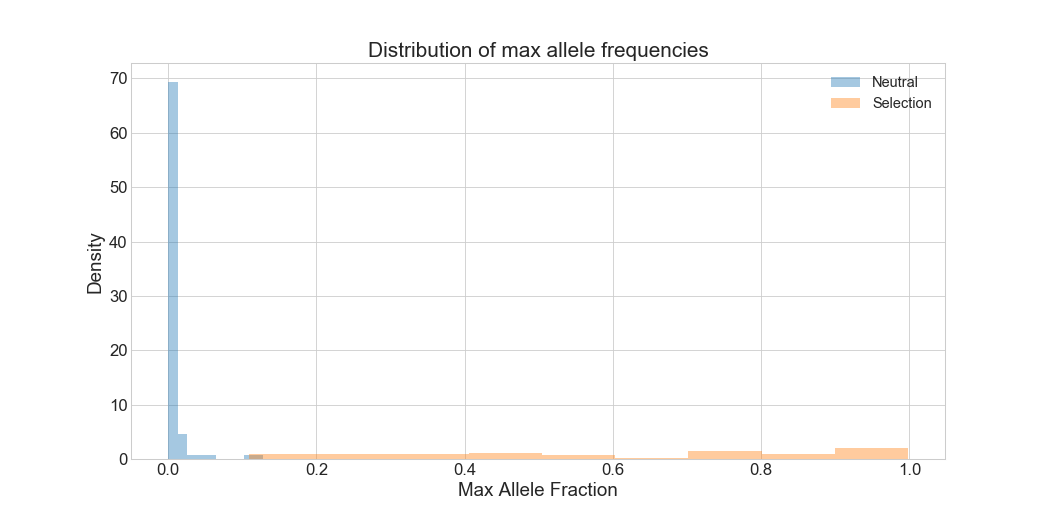 Distribution of max allele frequencies
Neutral
Selection
70
60
50
40
30
20
10
0
Density
0.0 0.2 0.4 0.6 0.8 1.0
Max Allele Fraction